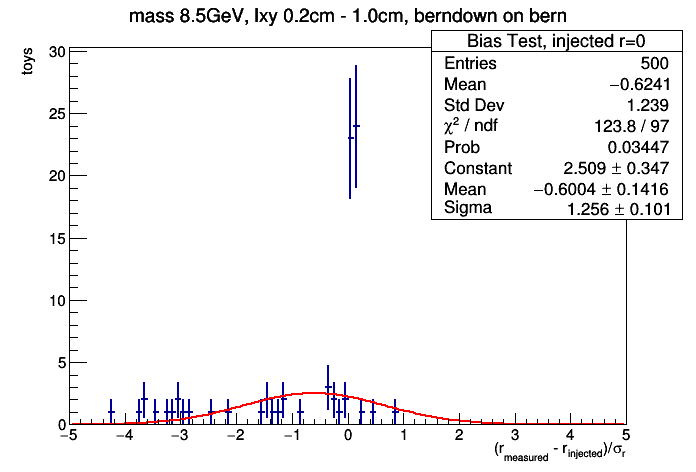 mass 8.5GeV, lxy 0.2cm - 1.0cm, berndown on bern
toys
Bias Test, injected r=0
Entries 500
Mean −0.6241
Std Dev 1.239
χ² / ndf 123.8 / 97
Prob 0.03447
Constant 2.509 ± 0.347
Mean −0.6004 ± 0.1416
Sigma 1.256 ± 0.101
30
25
20
15
10
5
0
−5 −4 −3 −2 −1 0 1 2 3 4 5
(r_measured - r_injected)/σ_r